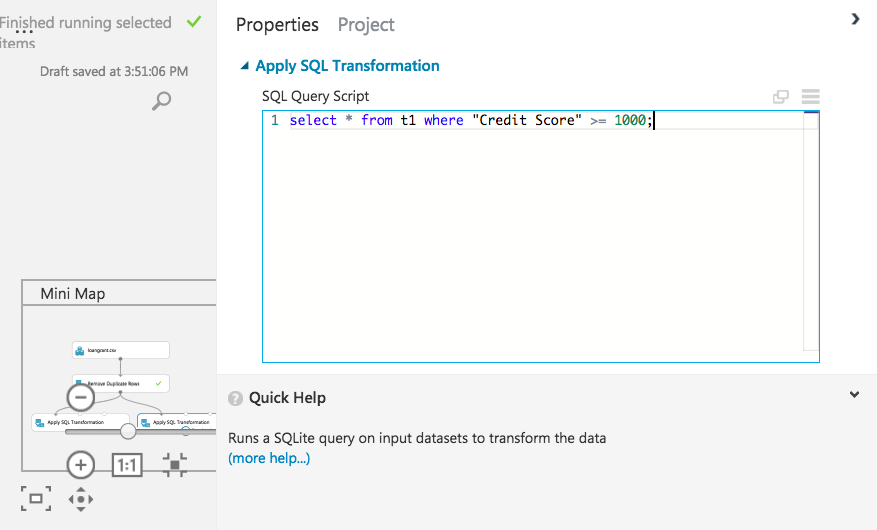 Finished running selected
items
...
Draft saved at 3:51:06 PM
Properties Project
Apply SQL Transformation
SQL Query Script
1 select * from t1 where "Credit Score" >= 1000;
Mini Map
loangrant.csv
Remove Duplicate Rows
Apply SQL Transformation
Apply SQL Transformation
1:1
? Quick Help
Runs a SQLite query on input datasets to transform the data
(more help...)